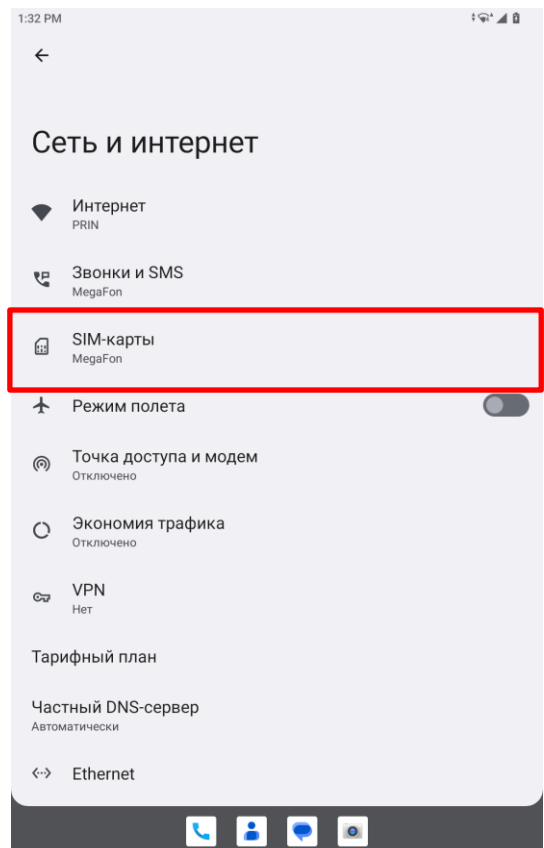 1:32 PM
Сеть и интернет
Интернет
PRIN
Звонки и SMS
MegaFon
SIM-карты
MegaFon
Режим полета
Точка доступа и модем
Отключено
Экономия трафика
Отключено
VPN
Нет
Тарифный план
Частный DNS-сервер
Автоматически
Ethernet